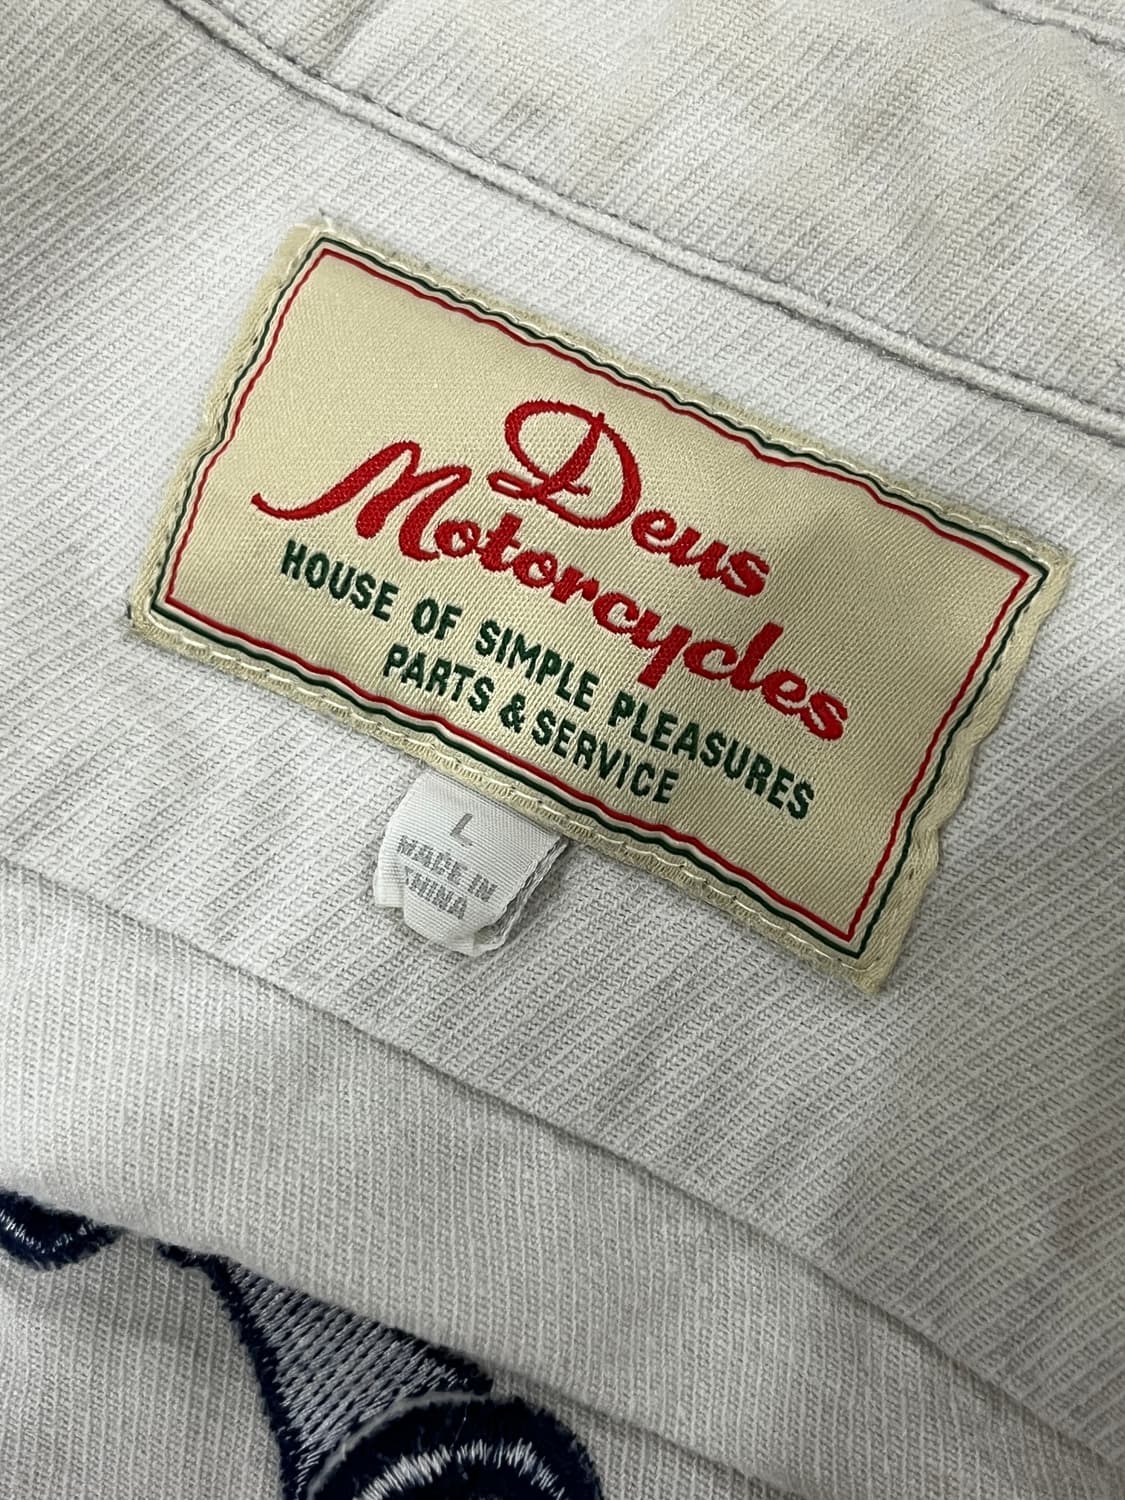 Deus
Motorcycles
HOUSE OF SIMPLE PLEASURES
PARTS & SERVICE
L
MADE IN
CHINA